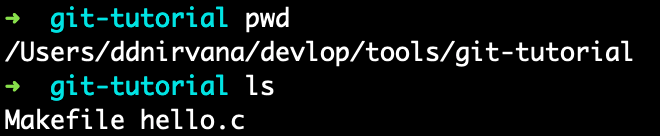 ➜  git-tutorial pwd
/Users/ddnirvana/devlop/tools/git-tutorial
➜  git-tutorial ls
Makefile hello.c